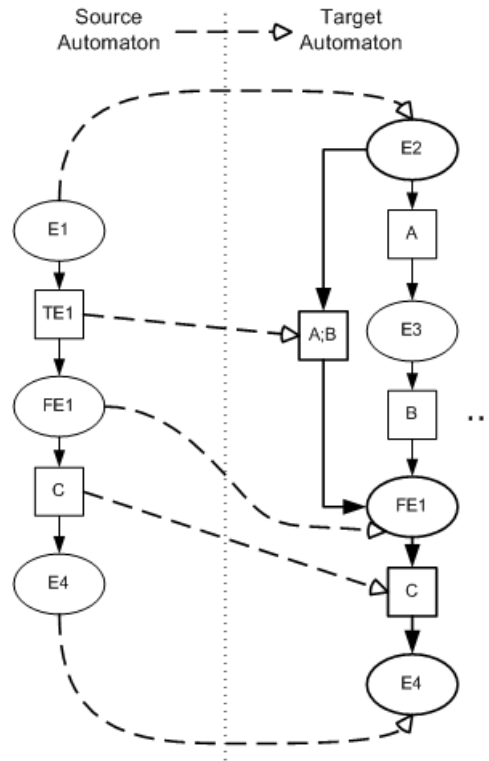 Source
Automaton
Target
Automaton
E2
A
E1
TE1
A;B
E3
FE1
B
C
FE1
E4
C
E4
..